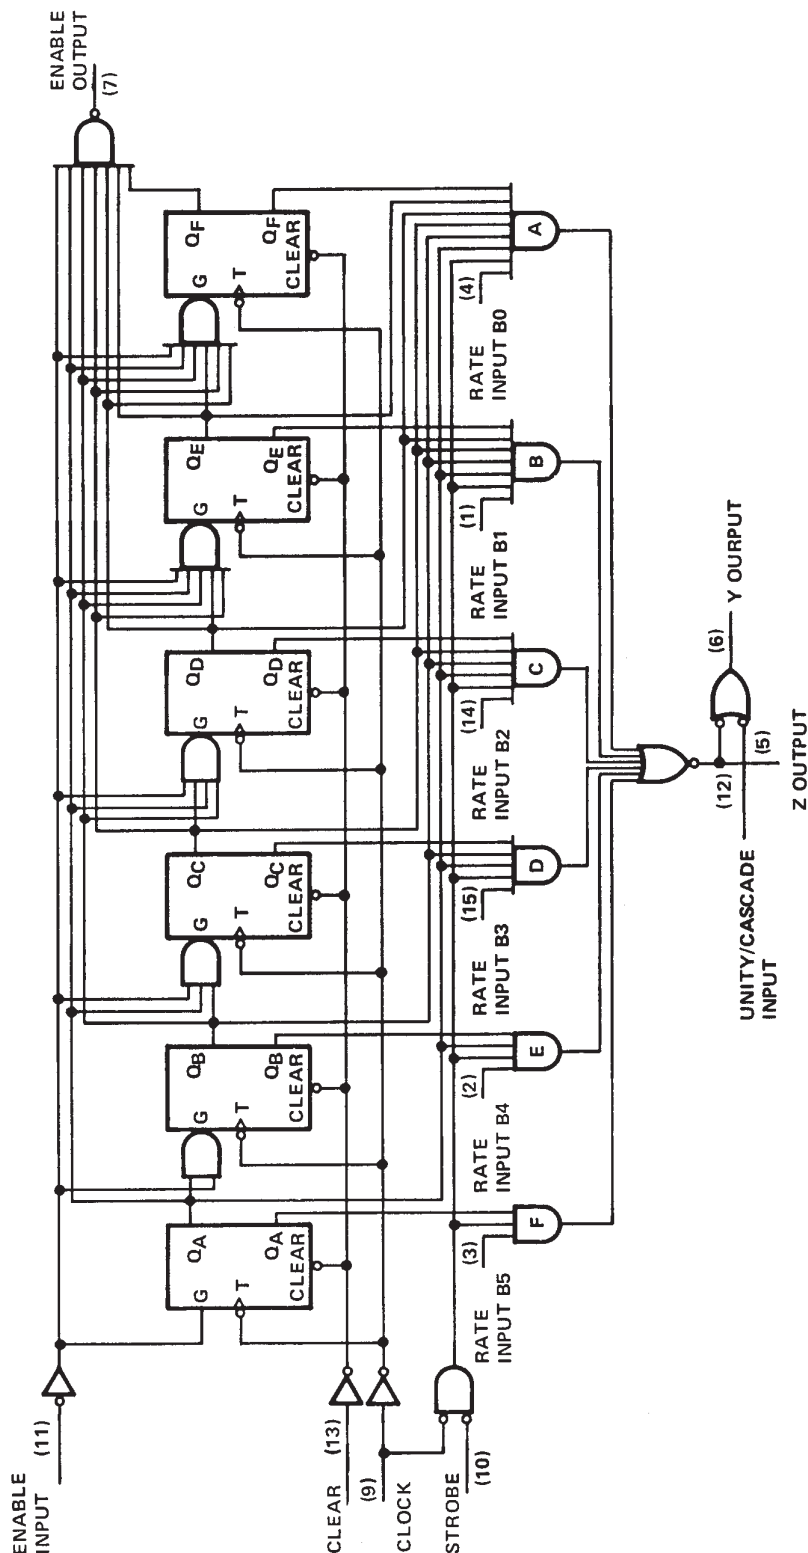 ENABLE
INPUT
(11)
ENABLE
OUTPUT
(7)
QA
G
T
QA
CLEAR
QB
G
T
QB
CLEAR
QC
G
T
QC
CLEAR
QD
G
T
QD
CLEAR
QE
G
T
QE
CLEAR
QF
G
T
QF
CLEAR
CLEAR
(13)
(9)
CLOCK
STROBE
(10)
RATE
INPUT B5
(3)
F
RATE
INPUT B4
(2)
E
RATE
INPUT B3
(15)
D
RATE
INPUT B2
(14)
C
RATE
INPUT B1
(1)
B
RATE
INPUT B0
(4)
A
(6)
Y OURPUT
UNITY/CASCADE
INPUT
(12)
(5)
Z OUTPUT